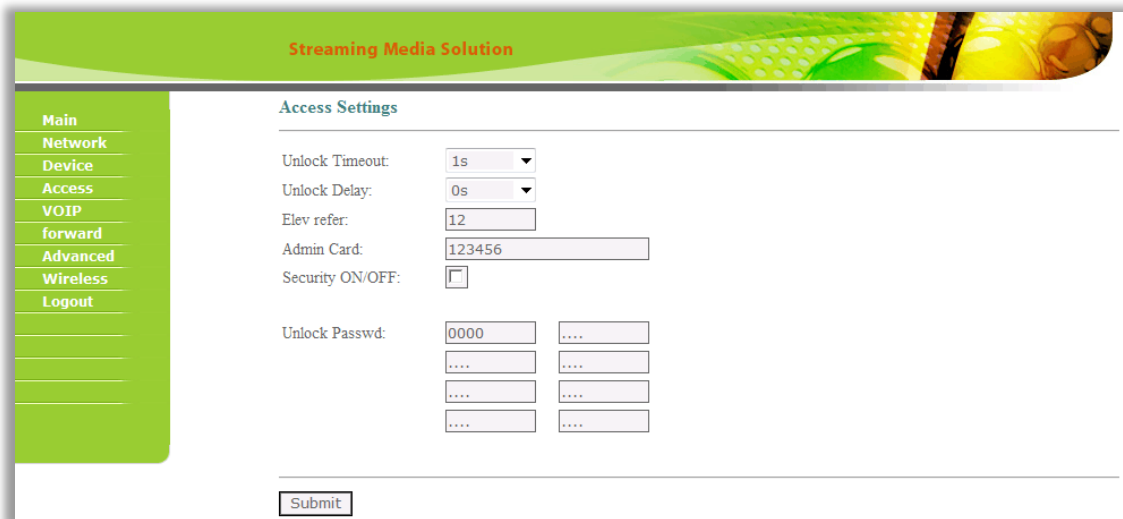 Streaming Media Solution
Main
Network
Device
Access
VOIP
forward
Advanced
Wireless
Logout
Access Settings
Unlock Timeout: 1s
Unlock Delay: 0s
Elev refer: 12
Admin Card: 123456
Security ON/OFF:
Unlock Passwd: 0000 ....
.... ....
.... ....
.... ....
Submit